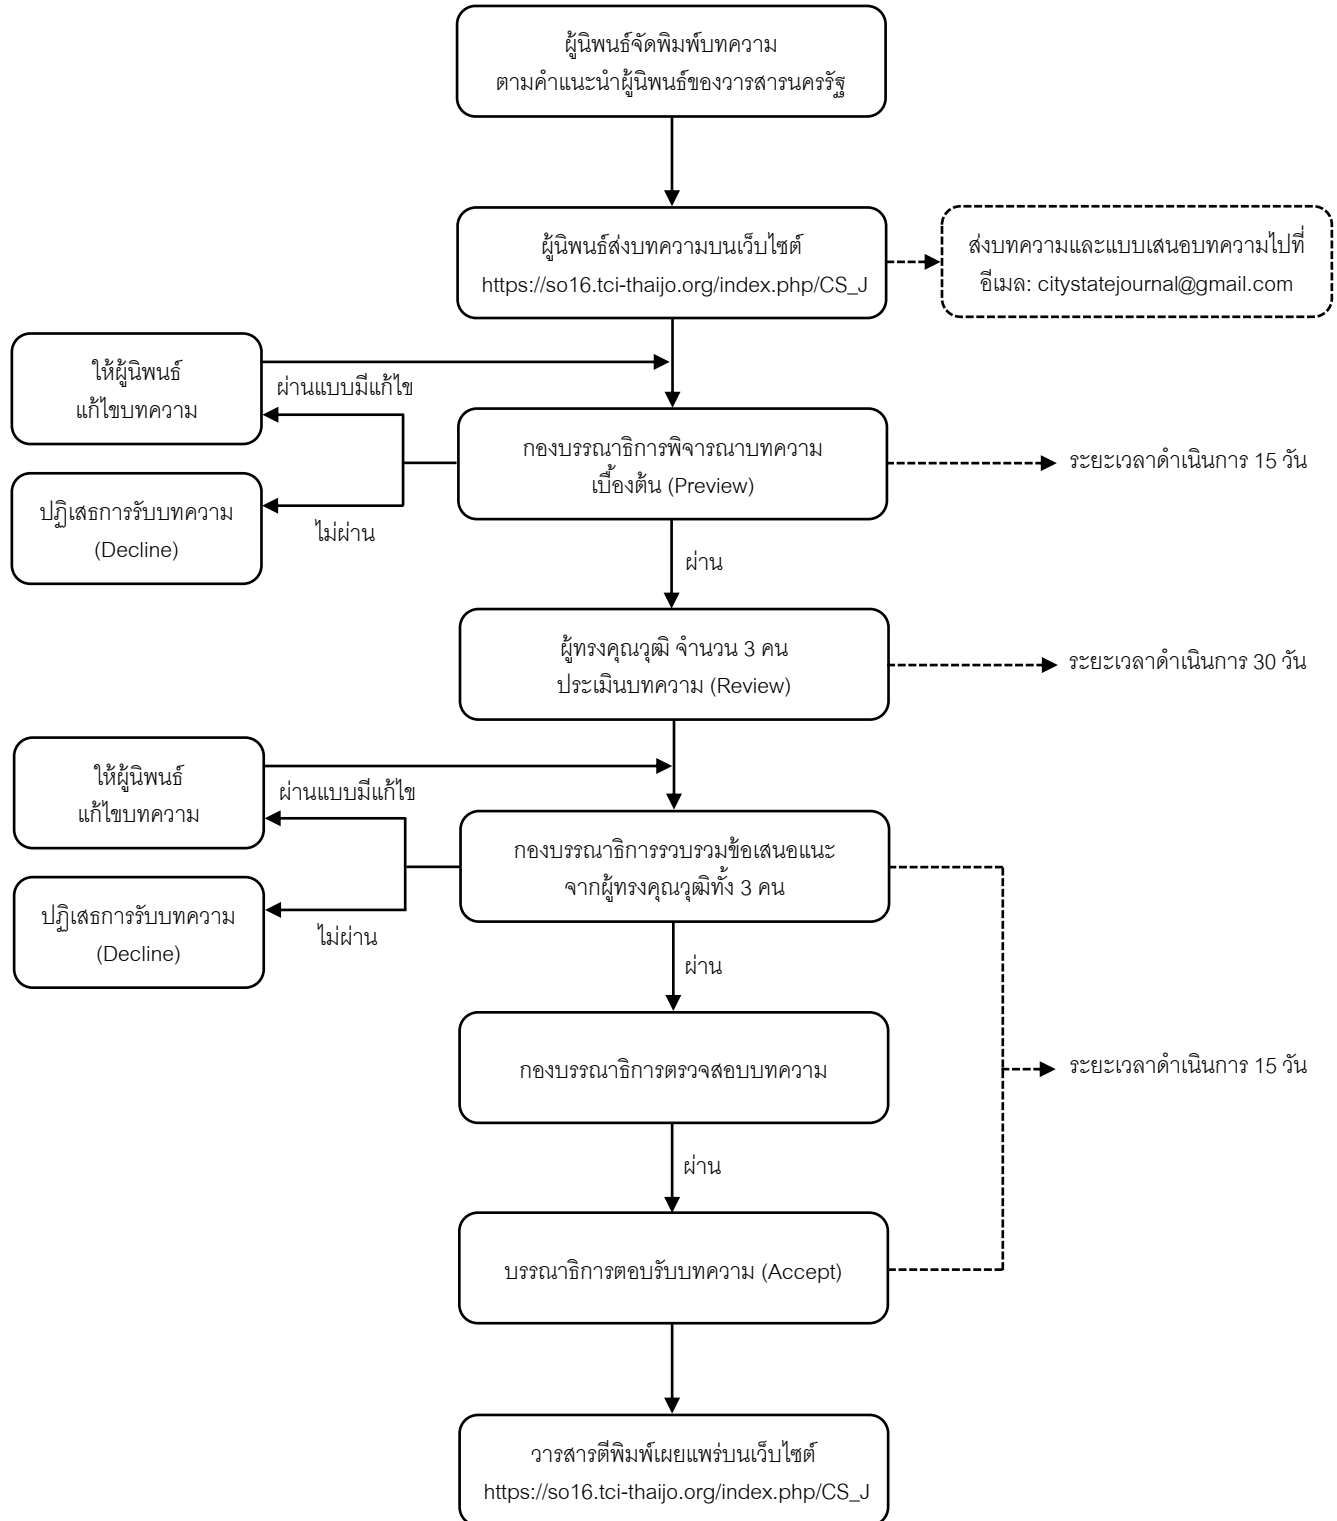 ผู้นิพนธ์จัดพิมพ์บทความ
ตามคำแนะนำผู้นิพนธ์ของวารสารนครรัฐ
ผู้นิพนธ์ส่งบทความบนเว็บไซต์
https://so16.tci-thaijo.org/index.php/CS_J
ส่งบทความและแบบเสนอบทความไปที่
อีเมล: citystatejournal@gmail.com
ให้ผู้นิพนธ์
แก้ไขบทความ
ผ่านแบบมีแก้ไข
กองบรรณาธิการพิจารณาบทความ
เบื้องต้น (Preview)
ระยะเวลาดำเนินการ 15 วัน
ปฏิเสธการรับบทความ
(Decline)
ไม่ผ่าน
ผ่าน
ผู้ทรงคุณวุฒิ จำนวน 3 คน
ประเมินบทความ (Review)
ระยะเวลาดำเนินการ 30 วัน
ให้ผู้นิพนธ์
แก้ไขบทความ
ผ่านแบบมีแก้ไข
กองบรรณาธิการรวบรวมข้อเสนอแนะ
จากผู้ทรงคุณวุฒิทั้ง 3 คน
ปฏิเสธการรับบทความ
(Decline)
ไม่ผ่าน
ผ่าน
กองบรรณาธิการตรวจสอบบทความ
ระยะเวลาดำเนินการ 15 วัน
ผ่าน
บรรณาธิการตอบรับบทความ (Accept)
วารสารตีพิมพ์เผยแพร่บนเว็บไซต์
https://so16.tci-thaijo.org/index.php/CS_J